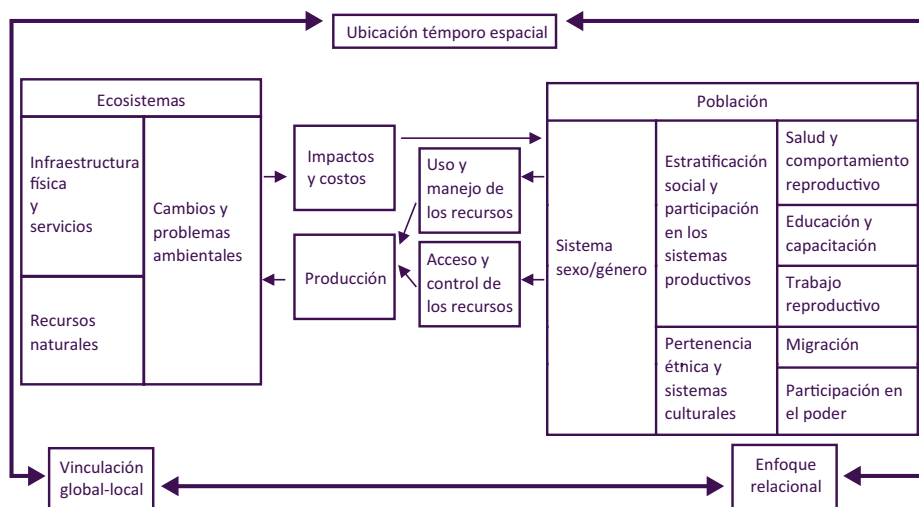 Ubicación témporo espacial
Ecosistemas
Infraestructura
física
y
servicios
Recursos
naturales
Cambios y
problemas
ambientales
Impactos
y costos
Producción
Uso y
manejo de
los recursos
Acceso y
control de
los recursos
Población
Sistema
sexo/género
Estratificación
social y
participación
en los
sistemas
productivos
Pertenencia
étnica y
sistemas
culturales
Salud y
comportamiento
reproductivo
Educación y
capacitación
Trabajo
reproductivo
Migración
Participación en
el poder
Vinculación
global-local
Enfoque
relacional